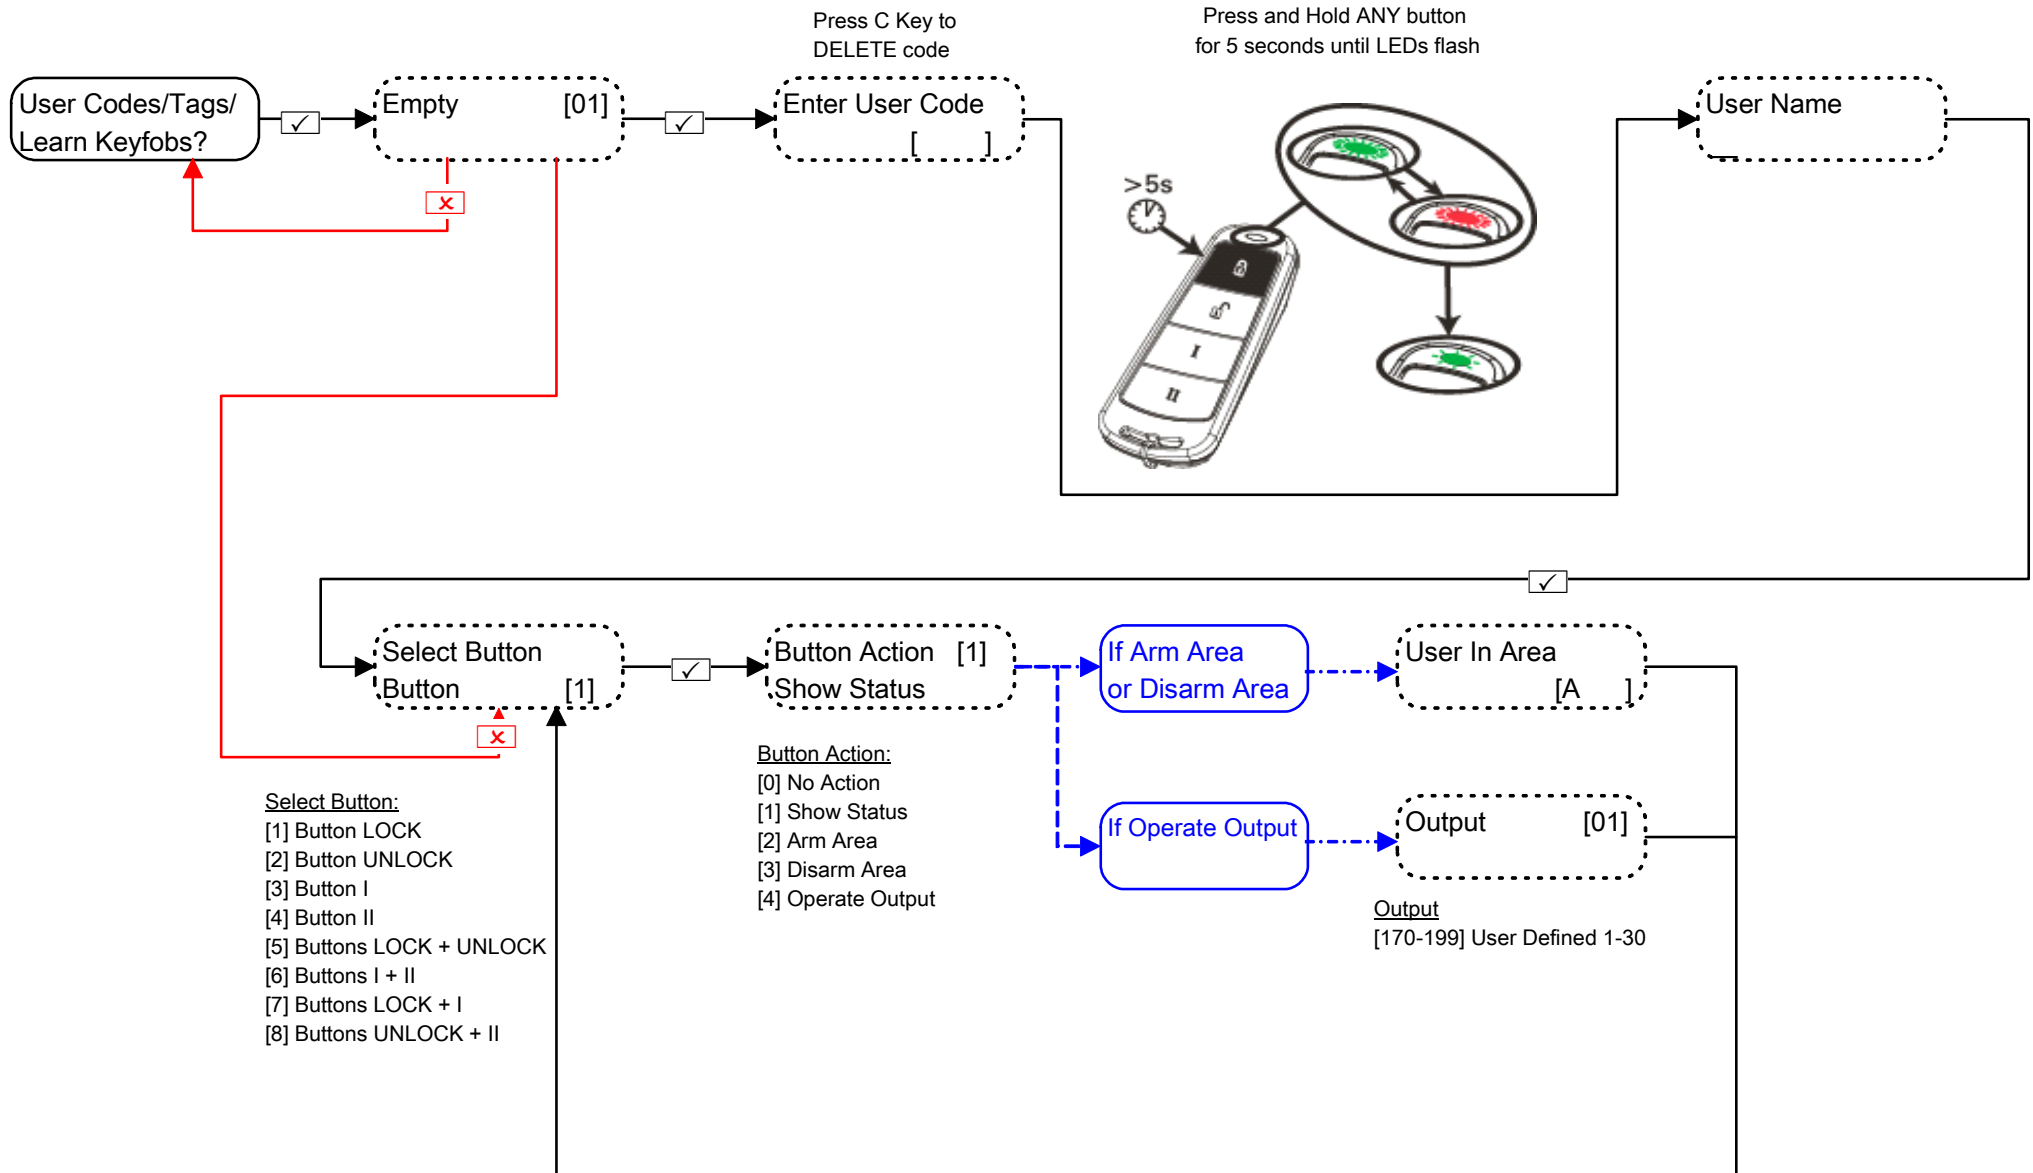 Press C Key to
DELETE code
Press and Hold ANY button
for 5 seconds until LEDs flash
User Codes/Tags/
Learn Keyfobs?
Empty [01]
Enter User Code
[ ]
User Name
>5s
I
II
Select Button
Button [1]
Button Action [1]
Show Status
If Arm Area
or Disarm Area
User In Area
[A ]
Select Button:
[1] Button LOCK
[2] Button UNLOCK
[3] Button I
[4] Button II
[5] Buttons LOCK + UNLOCK
[6] Buttons I + II
[7] Buttons LOCK + I
[8] Buttons UNLOCK + II
Button Action:
[0] No Action
[1] Show Status
[2] Arm Area
[3] Disarm Area
[4] Operate Output
If Operate Output
Output [01]
Output
[170-199] User Defined 1-30